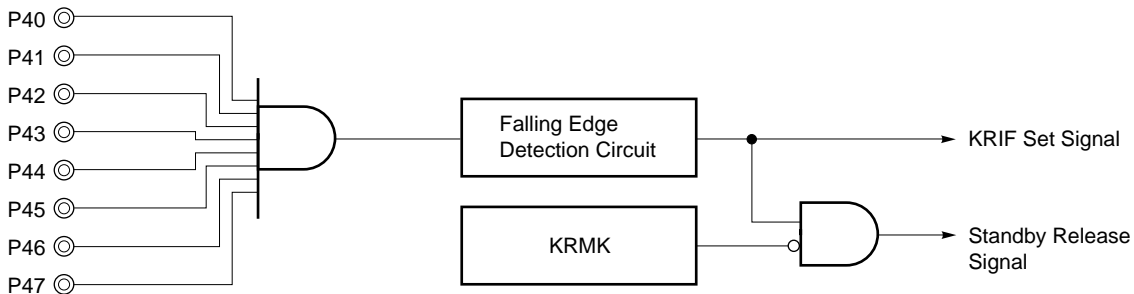 P40
P41
P42
P43
P44
P45
P46
P47
Falling Edge
Detection Circuit
KRMK
KRIF Set Signal
Standby Release
Signal